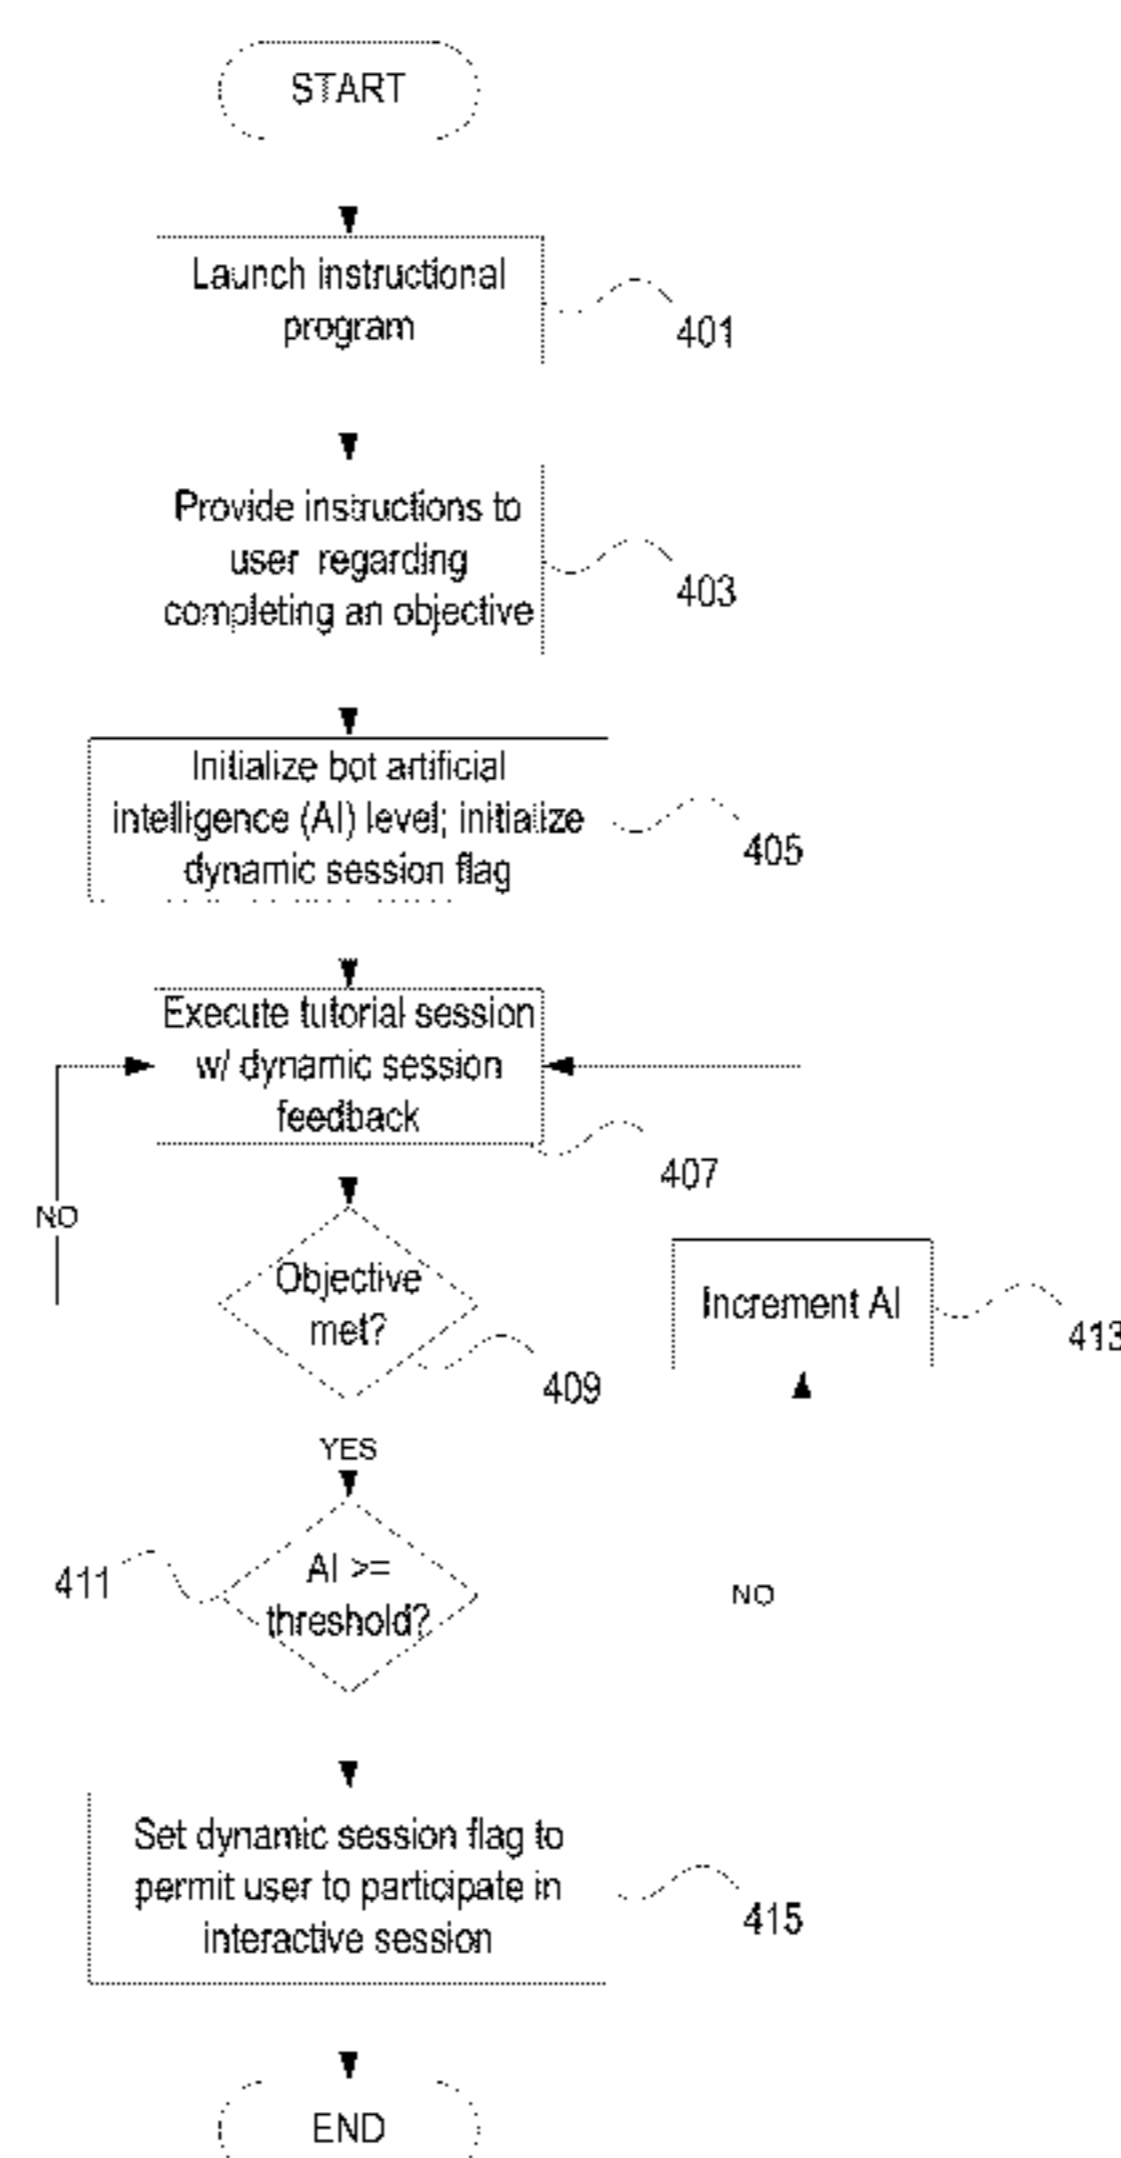 START
Launch instructional
program
401
Provide instructions to
user regarding
completing an objective
403
Initialize bot artificial
intelligence (AI) level; initialize
dynamic session flag
405
Execute tutorial session
w/ dynamic session
feedback
407
NO
Objective
met?
409
Increment AI
413
YES
AI >=
threshold?
411
NO
Set dynamic session flag to
permit user to participate in
interactive session
415
END